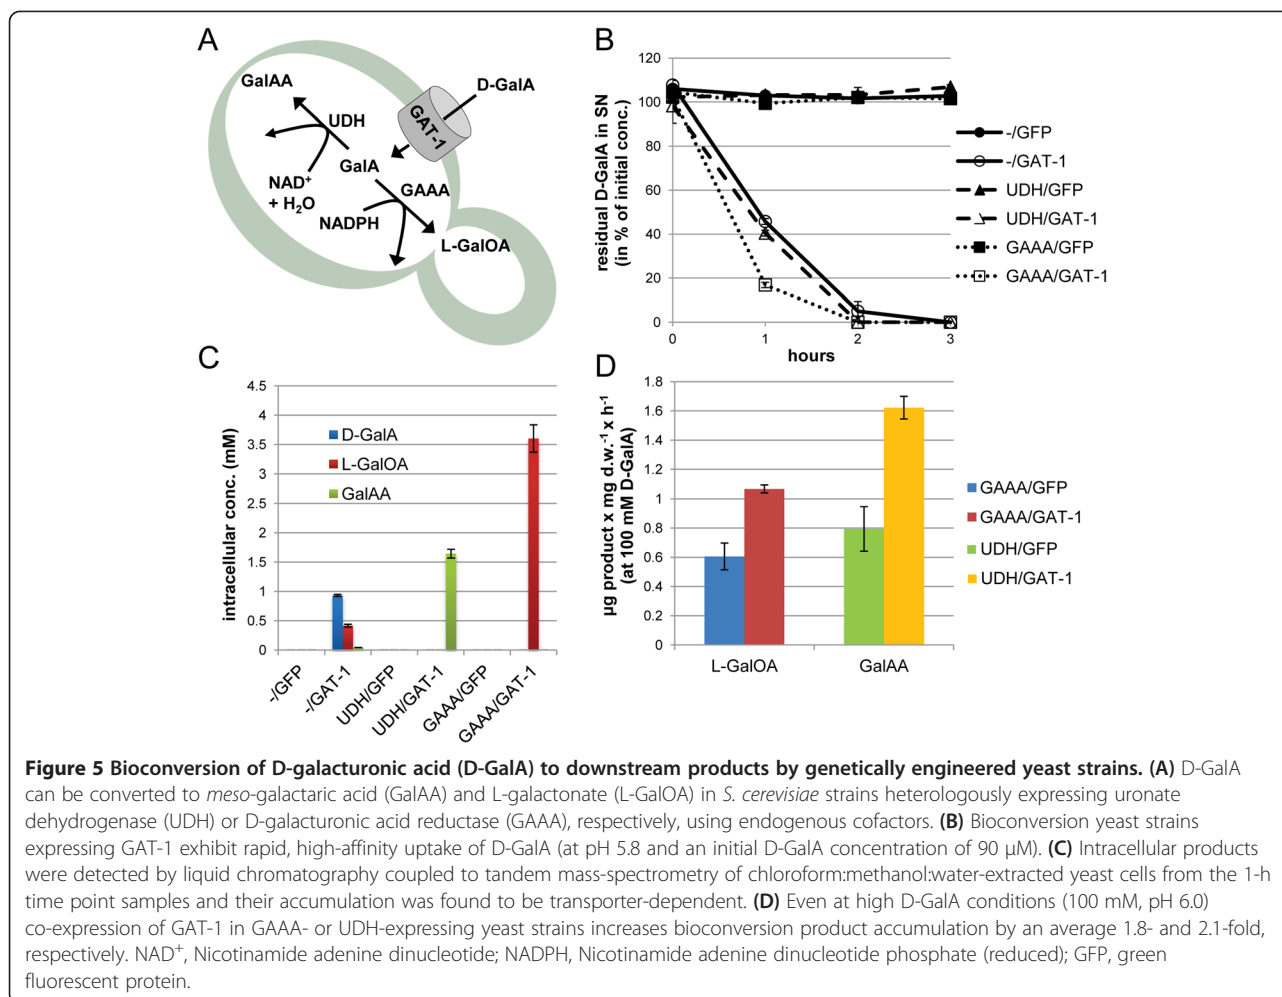 A
GalAA
D-GalA
GAT-1
UDH
GalA
NAD⁺
+ H₂O
GAAA
NADPH
L-GalOA
B
residual D-GalA in SN
(in % of initial conc.)
120
100
80
60
40
20
0
0 1 2 3
hours
-/GFP
-/GAT-1
UDH/GFP
UDH/GAT-1
GAAA/GFP
GAAA/GAT-1
C
intracellular conc. (mM)
4.5
4
3.5
3
2.5
2
1.5
1
0.5
0
D-GalA
L-GalOA
GalAA
-/GFP
-/GAT-1
UDH/GFP
UDH/GAT-1
GAAA/GFP
GAAA/GAT-1
D
µg product x mg d.w.⁻¹ x h⁻¹
(at 100 mM D-GalA)
1.8
1.6
1.4
1.2
1
0.8
0.6
0.4
0.2
0
L-GalOA GalAA
GAAA/GFP
GAAA/GAT-1
UDH/GFP
UDH/GAT-1
Figure 5 Bioconversion of D-galacturonic acid (D-GalA) to downstream products by genetically engineered yeast strains. (A) D-GalA
can be converted to meso-galactaric acid (GalAA) and L-galactonate (L-GalOA) in S. cerevisiae strains heterologously expressing uronate
dehydrogenase (UDH) or D-galacturonic acid reductase (GAAA), respectively, using endogenous cofactors. (B) Bioconversion yeast strains
expressing GAT-1 exhibit rapid, high-affinity uptake of D-GalA (at pH 5.8 and an initial D-GalA concentration of 90 µM). (C) Intracellular products
were detected by liquid chromatography coupled to tandem mass-spectrometry of chloroform:methanol:water-extracted yeast cells from the 1-h
time point samples and their accumulation was found to be transporter-dependent. (D) Even at high D-GalA conditions (100 mM, pH 6.0)
co-expression of GAT-1 in GAAA- or UDH-expressing yeast strains increases bioconversion product accumulation by an average 1.8- and 2.1-fold,
respectively. NAD⁺, Nicotinamide adenine dinucleotide; NADPH, Nicotinamide adenine dinucleotide phosphate (reduced); GFP, green
fluorescent protein.